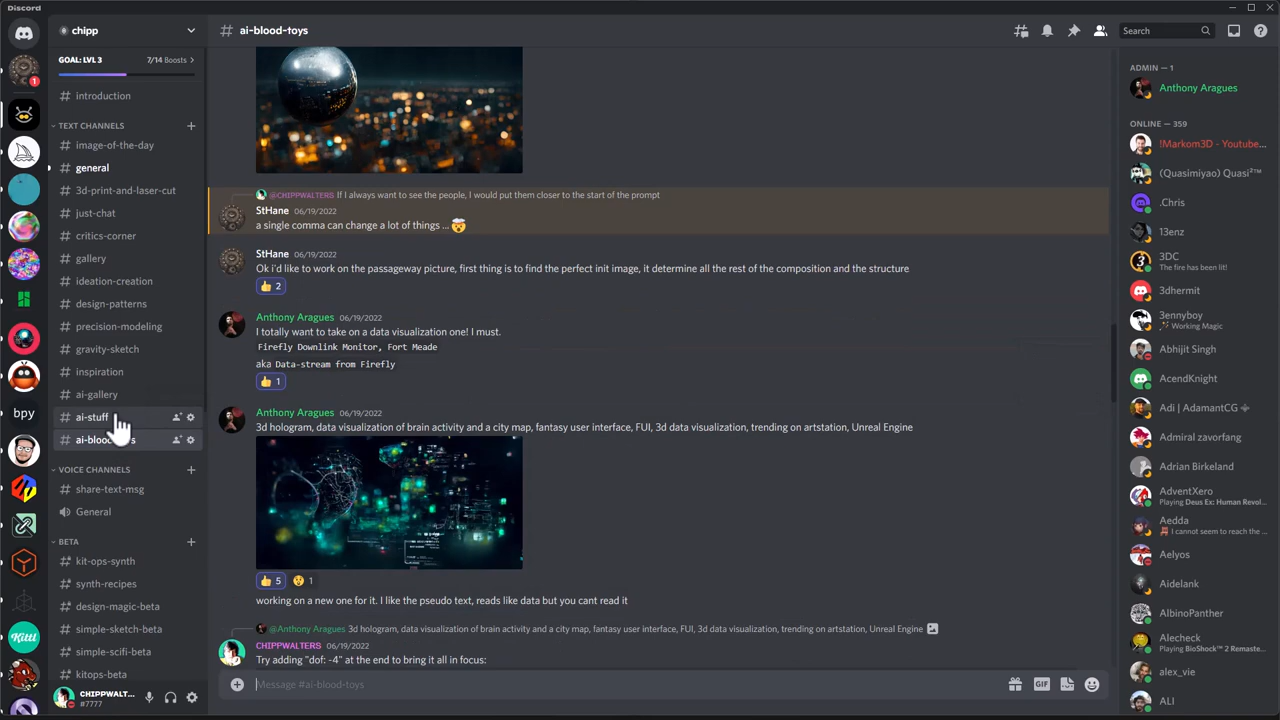 Discord
chipp
GOAL: LVL 3
7/14 Boosts
introduction
TEXT CHANNELS
image-of-the-day
general
3d-print-and-laser-cut
just-chat
critics-corner
gallery
ideation-creation
design-patterns
precision-modeling
gravity-sketch
inspiration
ai-gallery
ai-stuff
VOICE CHANNELS
share-text-msg
General
BETA
kit-ops-synth
synth-recipes
design-magic-beta
simple-sketch-beta
simple-scifi-beta
kitops-beta
CHIPPWALT...
#7777
1
bpy
Kittl
# ai-blood-toys
Search
@CHIPPWALTERS If I always want to see the people, I would put them closer to the start of the prompt
StHane 06/19/2022
a single comma can change a lot of things ...
StHane 06/19/2022
Ok i'd like to work on the passageway picture, first thing is to find the perfect init image, it determine all the rest of the composition and the structure
2
Anthony Aragues 06/19/2022
I totally want to take on a data visualization one! I must.
Firefly Downlink Monitor, Fort Meade
aka Data-stream from Firefly
1
Anthony Aragues 06/19/2022
3d hologram, data visualization of brain activity and a city map, fantasy user interface, FUI, 3d data visualization, trending on artstation, Unreal Engine
5 1
working on a new one for it. I like the pseudo text, reads like data but you cant read it
@Anthony Aragues 3d hologram, data visualization of brain activity and a city map, fantasy user interface, FUI, 3d data visualization, trending on artstation, Unreal Engine
CHIPPWALTERS 06/19/2022
Try adding "dof: -4" at the end to bring it all in focus:
Message #ai-blood-toys
GIF
ADMIN — 1
Anthony Aragues
ONLINE — 359
!Markom3D - Youtube...
(Quasimiyao) Quasi²™
.Chris
13enz
3DC
The fire has been lit!
3dhermit
3ennyboy
Working Magic
Abhijit Singh
AcendKnight
Adi | AdamantCG
Admiral zavorfang
Adrian Birkeland
AdventXero
Playing Deus Ex: Human Revol...
Aedda
I cannot seem to reach the ...
Aelyos
Aidelank
AlbinoPanther
Alecheck
Playing BioShock™ 2 Remaste...
alex_vie
ALI